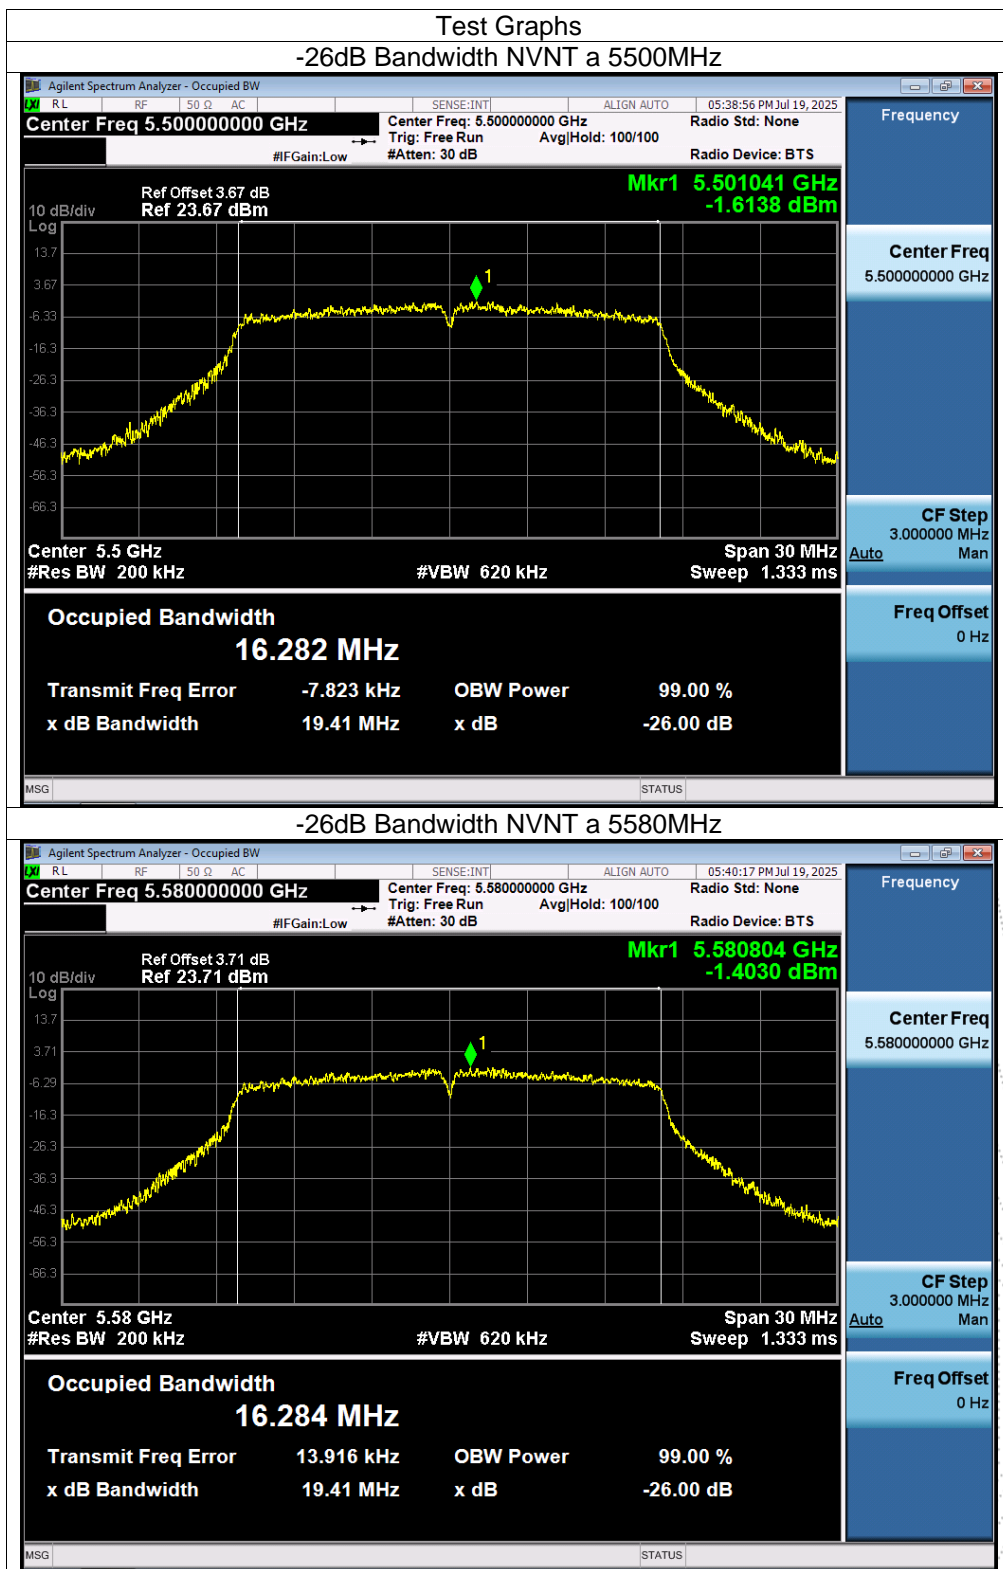 Test Graphs
-26dB Bandwidth NVNT a 5500MHz
Agilent Spectrum Analyzer - Occupied BW
LXI RL RF 50 Ω AC SENSE:INT ALIGN AUTO 05:38:56 PM Jul 19, 2025
Center Freq 5.500000000 GHz
Center Freq: 5.500000000 GHz Radio Std: None
Trig: Free Run Avg|Hold: 100/100
#IFGain:Low #Atten: 30 dB Radio Device: BTS
Frequency
Mkr1 5.501041 GHz
-1.6138 dBm
Ref Offset 3.67 dB
10 dB/div Ref 23.67 dBm
Log
13.7
3.67
-6.33
-16.3
-26.3
-36.3
-46.3
-56.3
-66.3
1
Center 5.5 GHz Span 30 MHz
#Res BW 200 kHz #VBW 620 kHz Sweep 1.333 ms
Center Freq
5.500000000 GHz
CF Step
3.000000 MHz
Auto Man
Freq Offset
0 Hz
Occupied Bandwidth
16.282 MHz
Transmit Freq Error -7.823 kHz OBW Power 99.00 %
x dB Bandwidth 19.41 MHz x dB -26.00 dB
MSG STATUS
-26dB Bandwidth NVNT a 5580MHz
Agilent Spectrum Analyzer - Occupied BW
LXI RL RF 50 Ω AC SENSE:INT ALIGN AUTO 05:40:17 PM Jul 19, 2025
Center Freq 5.580000000 GHz
Center Freq: 5.580000000 GHz Radio Std: None
Trig: Free Run Avg|Hold: 100/100
#IFGain:Low #Atten: 30 dB Radio Device: BTS
Frequency
Mkr1 5.580804 GHz
-1.4030 dBm
Ref Offset 3.71 dB
10 dB/div Ref 23.71 dBm
Log
13.7
3.71
-6.29
-16.3
-26.3
-36.3
-46.3
-56.3
-66.3
1
Center 5.58 GHz Span 30 MHz
#Res BW 200 kHz #VBW 620 kHz Sweep 1.333 ms
Center Freq
5.580000000 GHz
CF Step
3.000000 MHz
Auto Man
Freq Offset
0 Hz
Occupied Bandwidth
16.284 MHz
Transmit Freq Error 13.916 kHz OBW Power 99.00 %
x dB Bandwidth 19.41 MHz x dB -26.00 dB
MSG STATUS